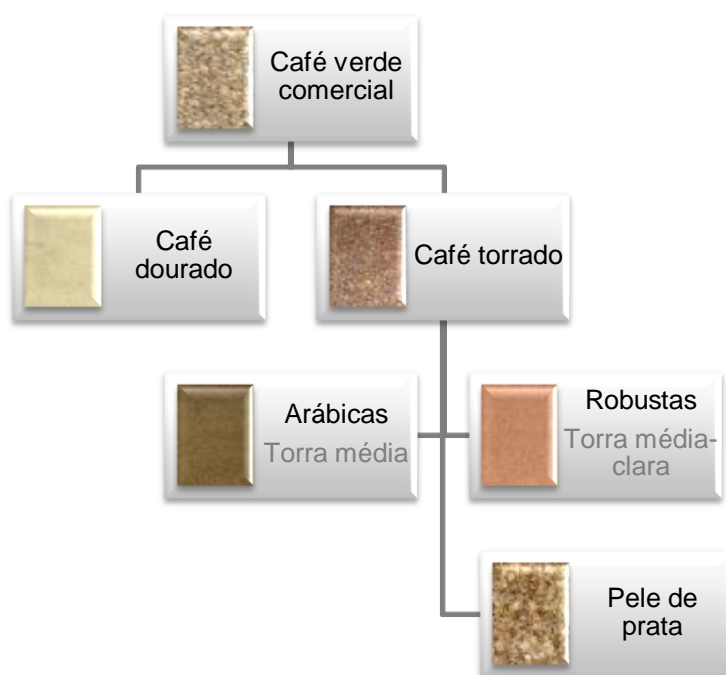 Café verde
comercial
Café
dourado
Café torrado
Arábicas
Torra média
Robustas
Torra média-
clara
Pele de
prata